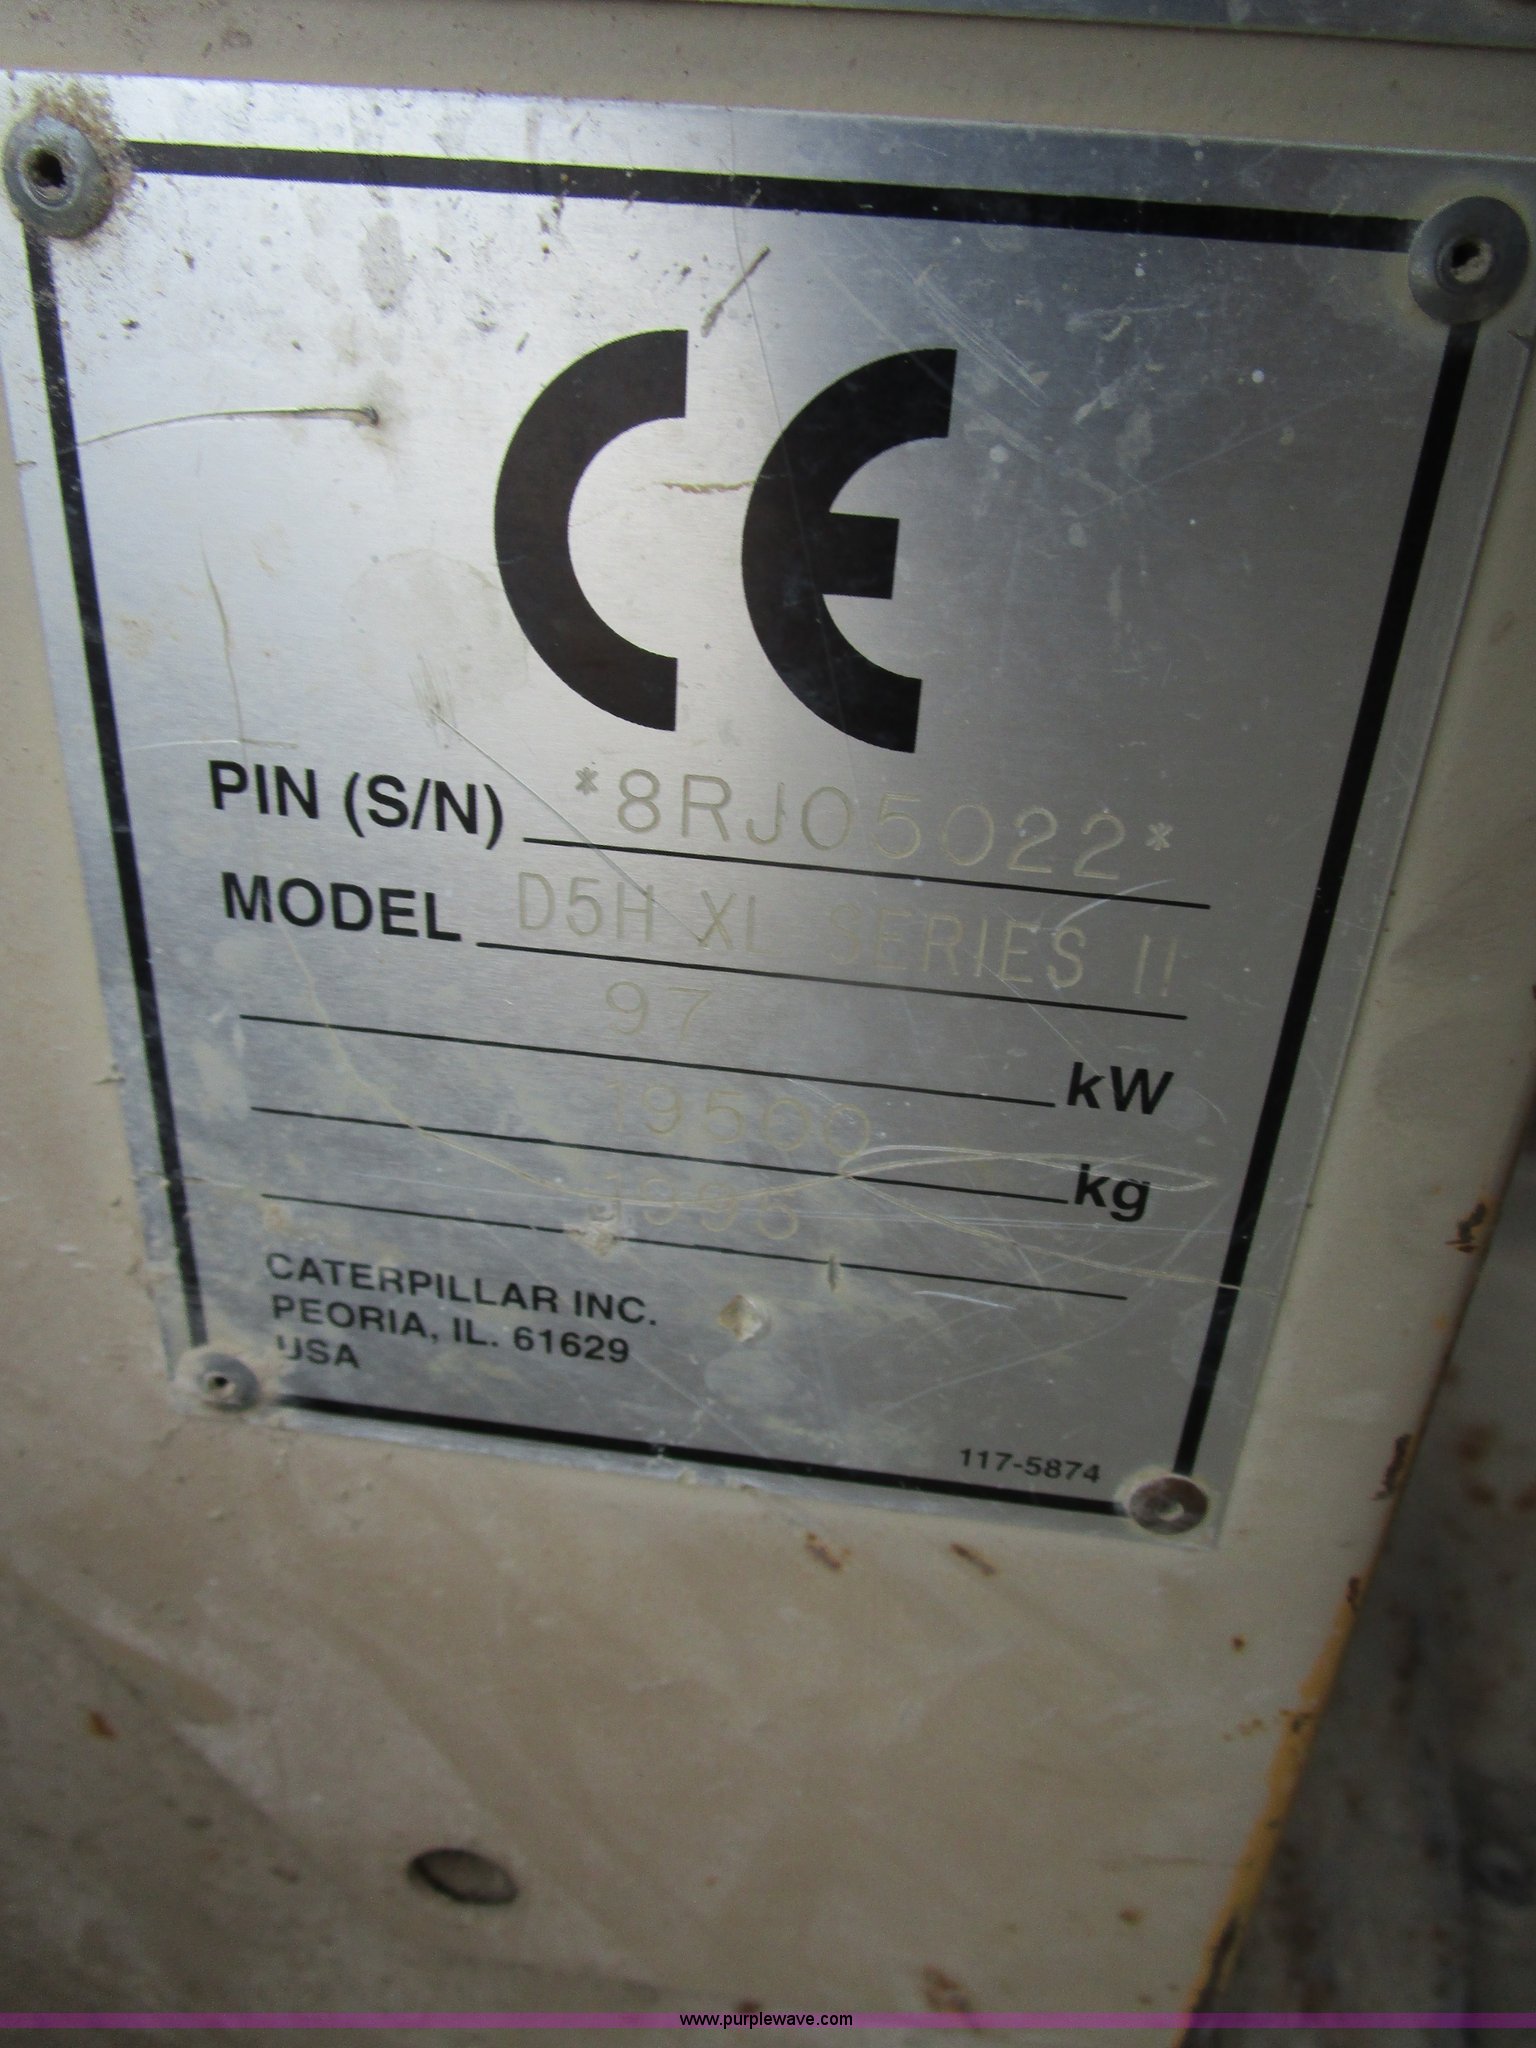 CE
PIN (S/N) *8RJ05022*
MODEL D5H XL SERIES II
97 kW
19500 kg
1996
CATERPILLAR INC.
PEORIA, IL. 61629
USA
117-5874
www.purplewave.com